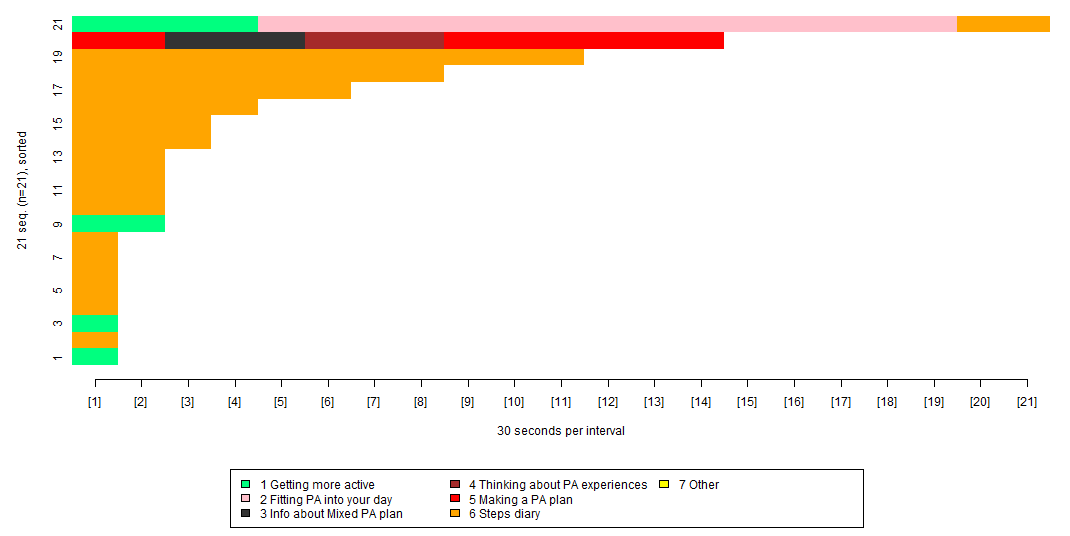 21 seq. (n=21), sorted
21
19
17
15
13
11
9
7
5
3
1
[1] [2] [3] [4] [5] [6] [7] [8] [9] [10] [11] [12] [13] [14] [15] [16] [17] [18] [19] [20] [21]
30 seconds per interval
1 Getting more active 4 Thinking about PA experiences 7 Other
2 Fitting PA into your day 5 Making a PA plan
3 Info about Mixed PA plan 6 Steps diary